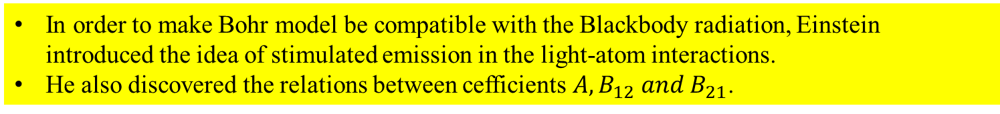 • In order to make Bohr model be compatible with the Blackbody radiation, Einstein
introduced the idea of stimulated emission in the light-atom interactions.
• He also discovered the relations between cefficients A, B₁₂ and B₂₁.